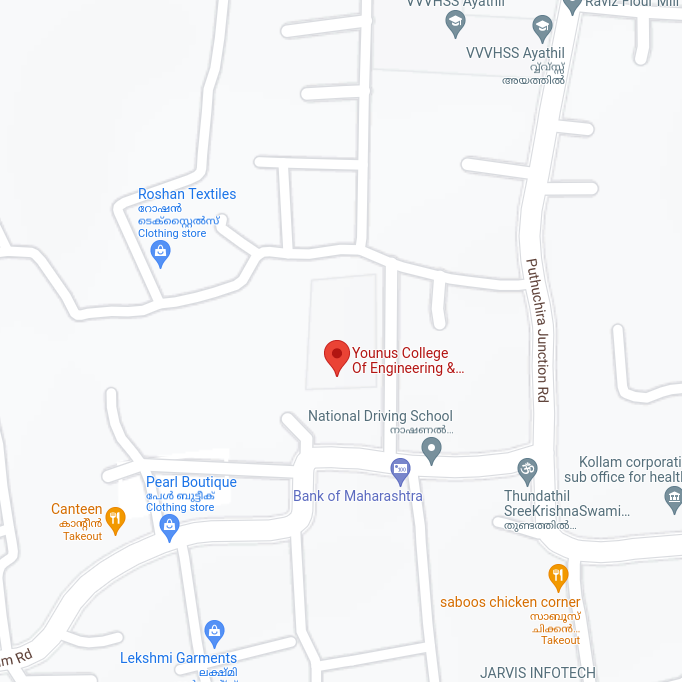 VVVHSS Ayathil
Raviz Flour Mill
VVVHSS Ayathil
അയത്തിൽ
Roshan Textiles
റോഷൻ
ടെക്സ്റ്റൈൽസ്
Clothing store
Puthuchira Junction Rd
Younus College
Of Engineering &...
National Driving School
നാഷണൽ...
Bank of Maharashtra
Kollam corporati
sub office for healt
Thundathil
SreeKrishnaSwami...
തുണ്ടത്തിൽ...
Pearl Boutique
പേൾ ബുട്ടീക്
Clothing store
Canteen
കാന്റീൻ
Takeout
saboos chicken corner
സാബൂസ്
ചിക്കൻ...
Takeout
m Rd
Lekshmi Garments
ലക്ഷ്മി
JARVIS INFOTECH